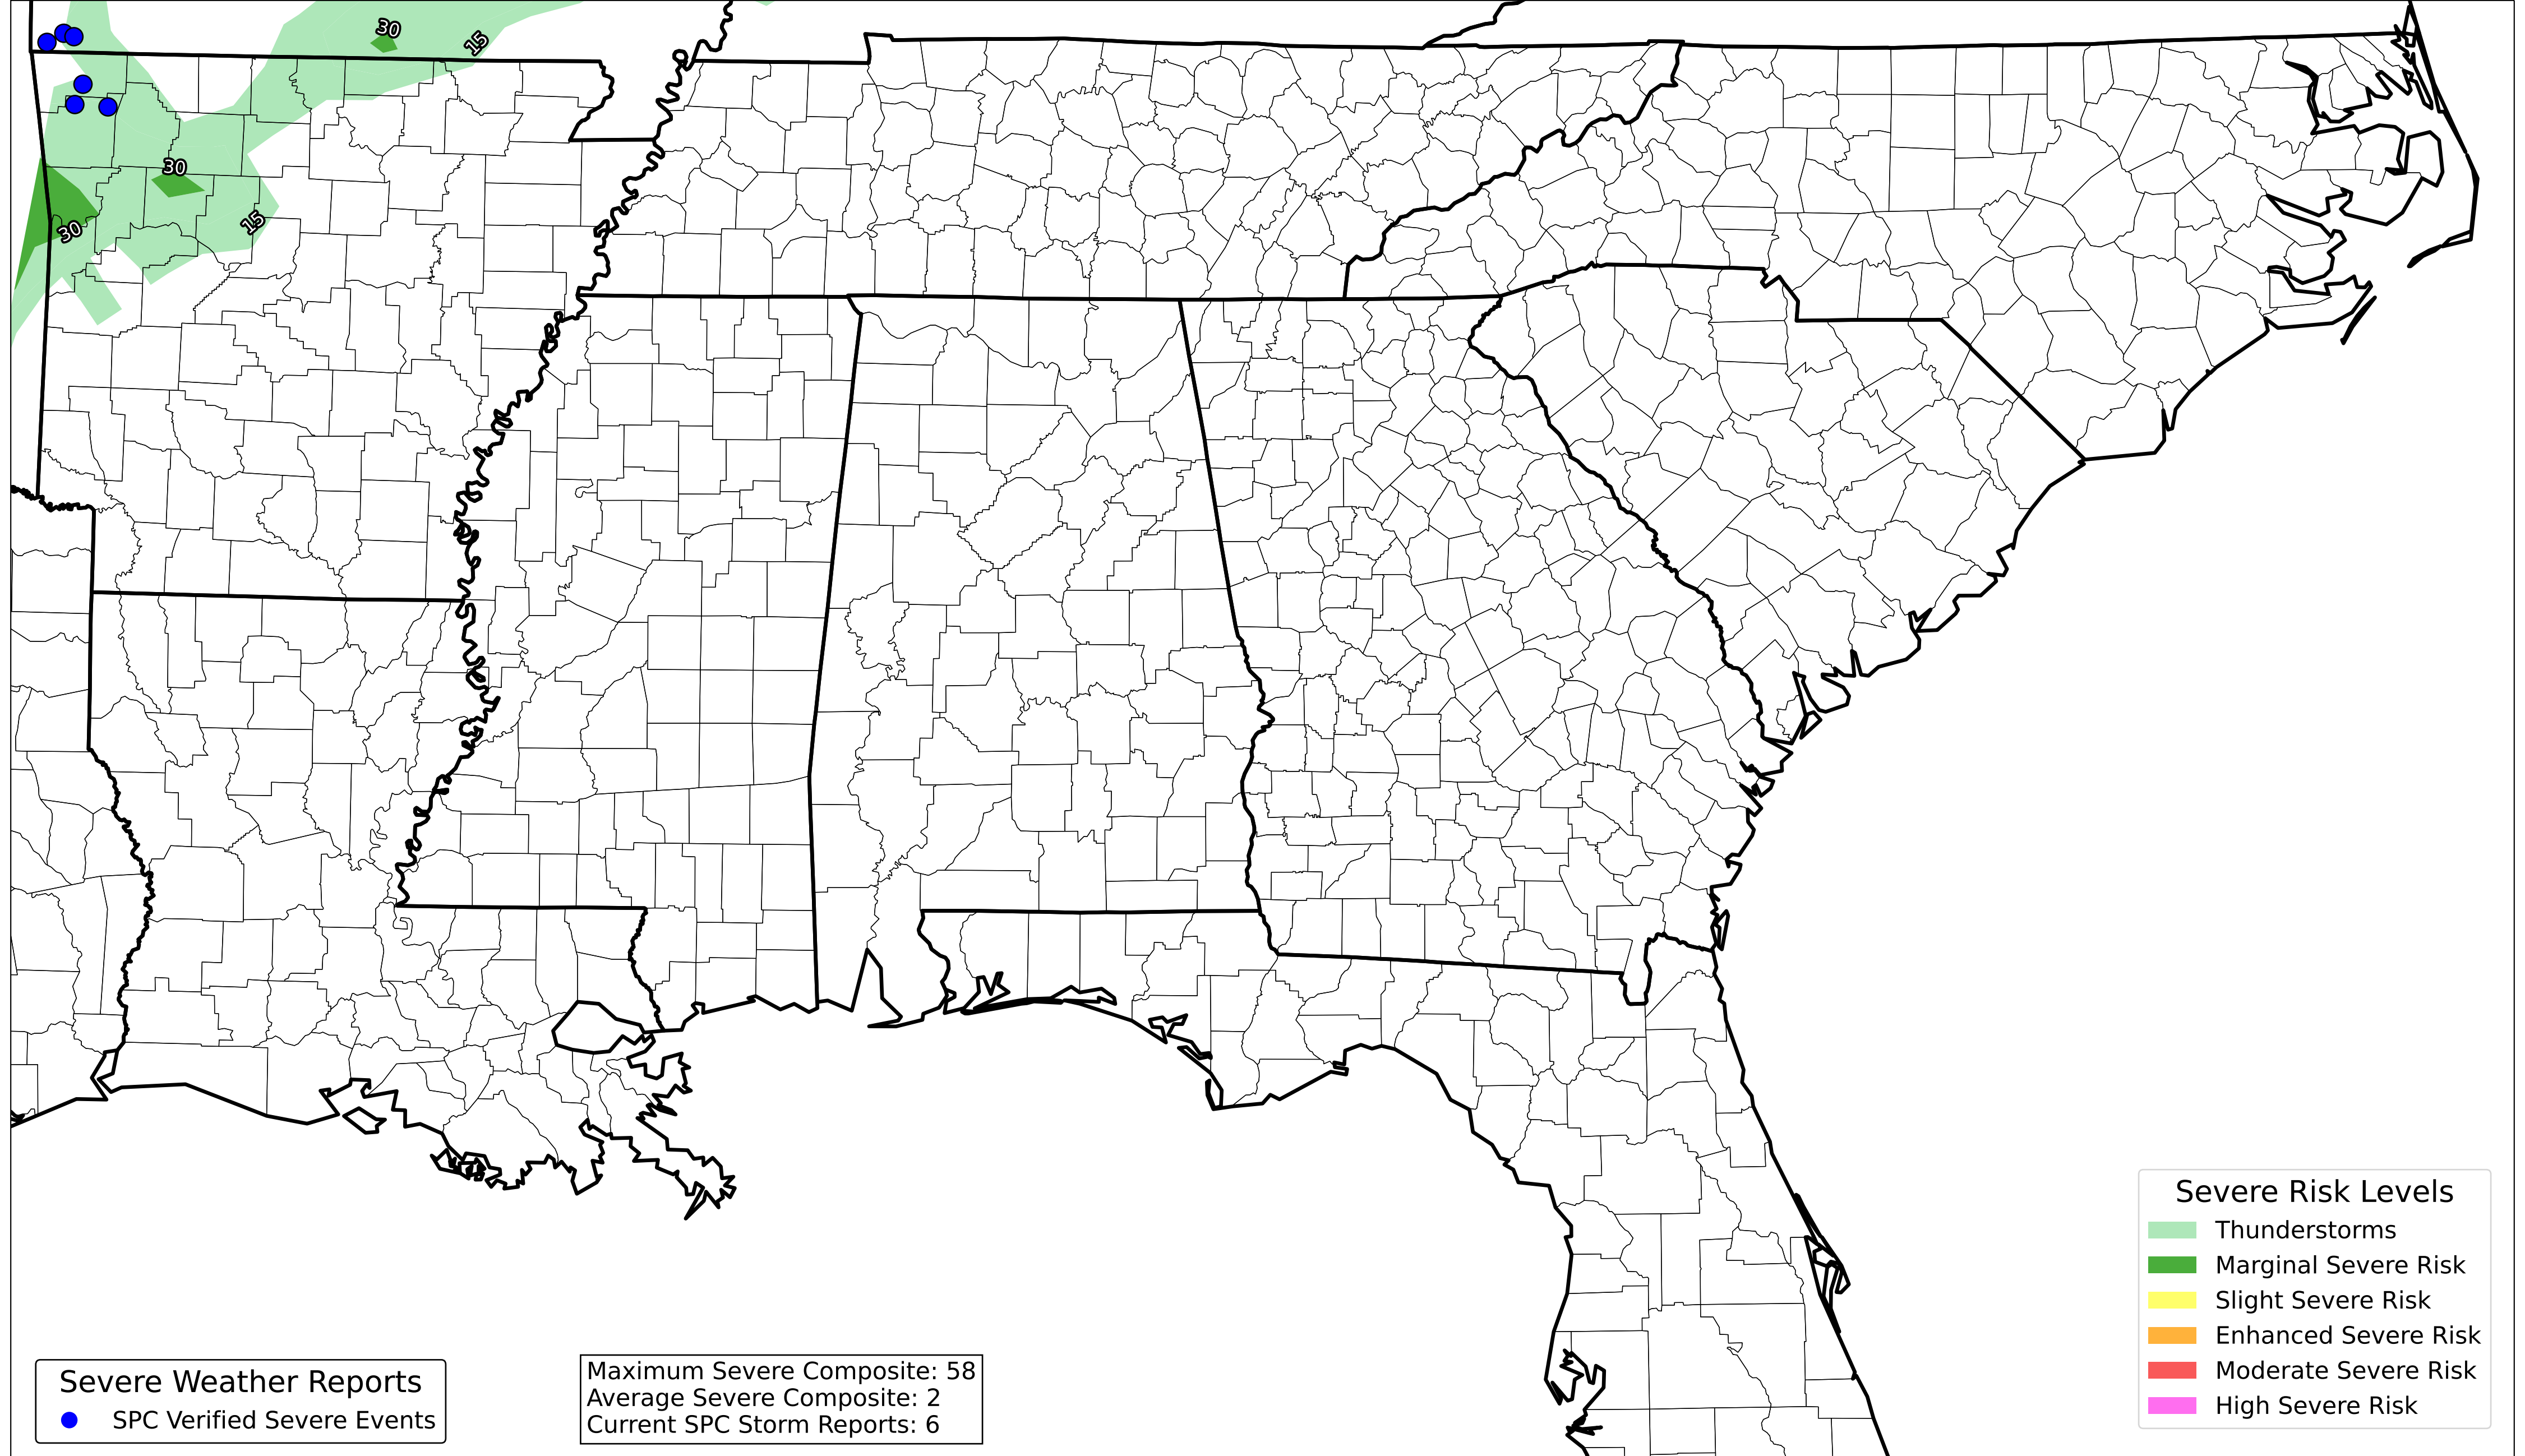 30
15
30
15
30
Severe Risk Levels
Thunderstorms
Marginal Severe Risk
Slight Severe Risk
Enhanced Severe Risk
Moderate Severe Risk
High Severe Risk
Severe Weather Reports
SPC Verified Severe Events
Maximum Severe Composite: 58
Average Severe Composite: 2
Current SPC Storm Reports: 6